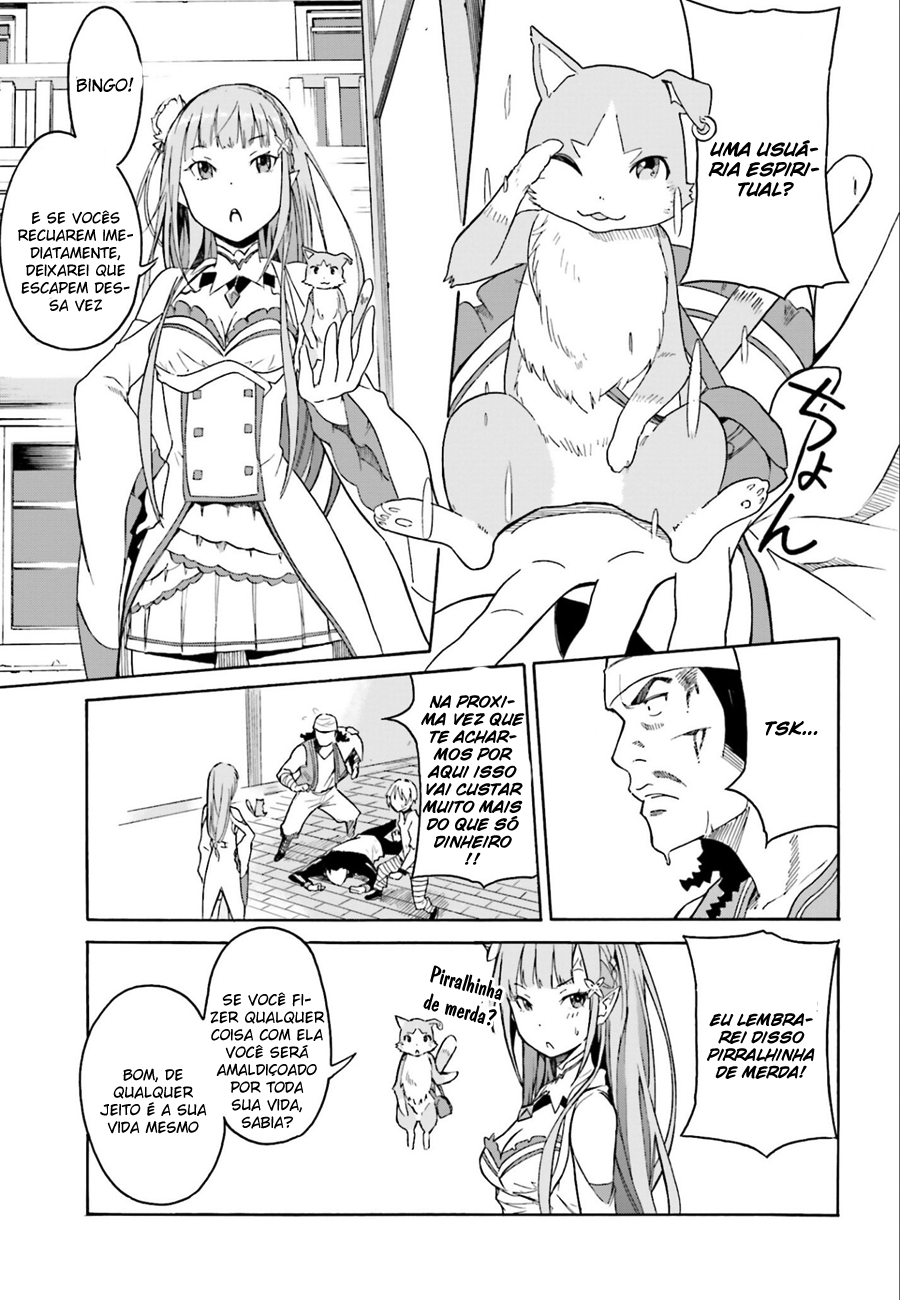 UMA USUÁ-
RIA ESPIRI-
TUAL?
ちょん
BINGO!
E SE VOCÊS
RECUAREM IME-
DIATAMENTE,
DEIXAREI QUE
ESCAPEM DES-
SA VEZ
TSK...
NA PROXI-
MA VEZ QUE
TE ACHAR-
MOS POR
AQUI ISSO
VAI CUSTAR
MUITO MAIS
DO QUE SÓ
DINHEIRO
!!
EU LEMBRA-
REI DISSO
PIRRALHINHA
DE MERDA!
Pirralhinha
de merda?
SE VOCÊ FI-
ZER QUALQUER
COISA COM ELA
VOCÊ SERÁ
AMALDIÇOADO
POR TODA
SUA VIDA,
SABIA?
BOM, DE
QUALQUER
JEITO É A SUA
VIDA MESMO